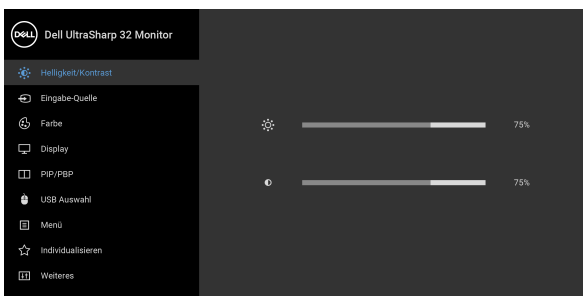 DELL
Dell UltraSharp 32 Monitor
Helligkeit/Kontrast
Eingabe-Quelle
Farbe
75%
Display
PIP/PBP
75%
USB Auswahl
Menü
Individualisieren
Weiteres